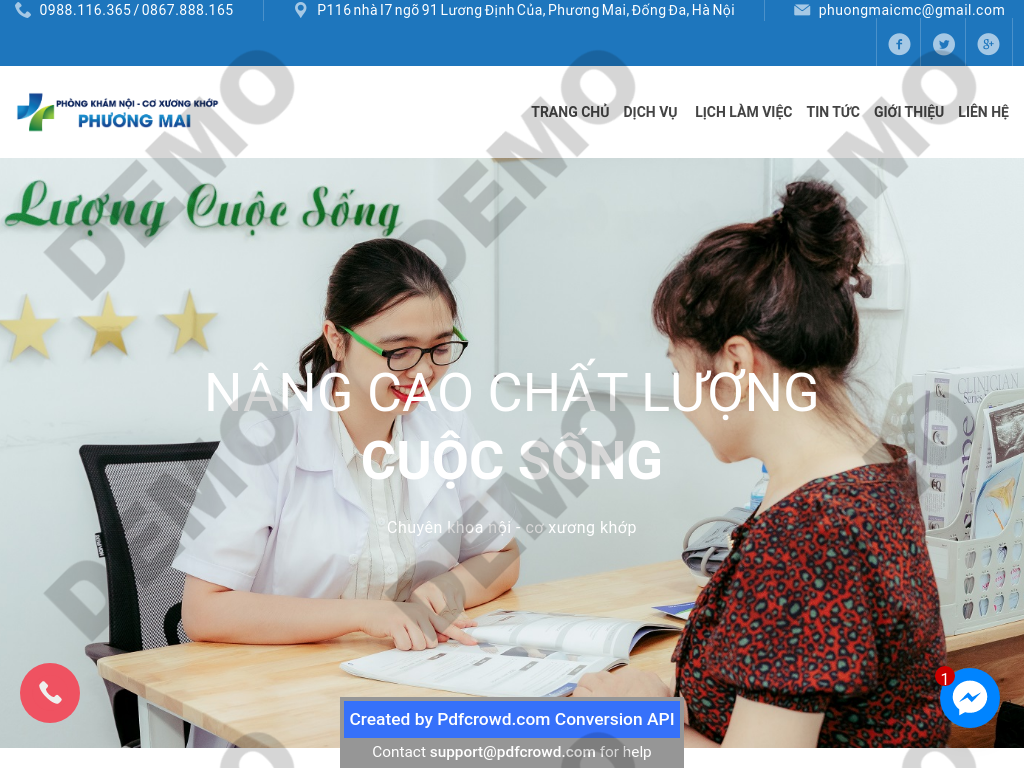 0988.116.365 / 0867.888.165
P116 nhà I7 ngõ 91 Lương Định Của, Phương Mai, Đống Đa, Hà Nội
phuongmaicmc@gmail.com
PHÒNG KHÁM NỘI - CƠ XƯƠNG KHỚP
PHƯƠNG MAI
TRANG CHỦ
DỊCH VỤ
LỊCH LÀM VIỆC
TIN TỨC
GIỚI THIỆU
LIÊN HỆ
DEMO DEMO DEMO
Lượng Cuộc Sống
NÂNG CAO CHẤT LƯỢNG
CUỘC SỐNG
Chuyên khoa nội - cơ xương khớp
CLINICIAN
DEMO DEMO DEMO
1
Created by Pdfcrowd.com Conversion API
Contact support@pdfcrowd.com for help